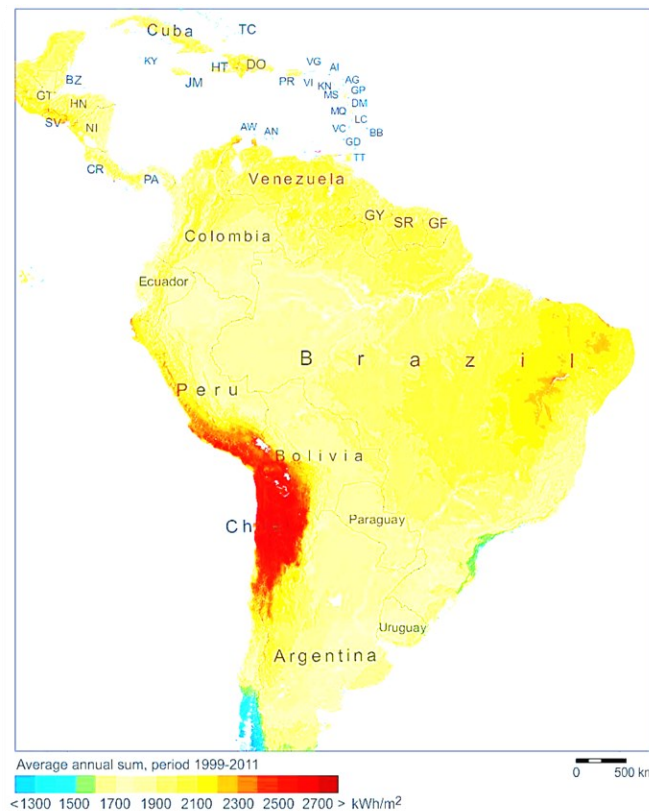 Cuba
TC
KY
HT
DO
VG
AI
BZ
JM
PR
VI
KN
AG
GP
GT
HN
MS
DM
MQ
LC
SV
NI
AW
AN
VC
BB
GD
TT
CR
PA
Venezuela
GY
SR
GF
Colombia
Ecuador
Brazil
Peru
Bolivia
Ch
Paraguay
Uruguay
Argentina
Average annual sum, period 1999-2011
0 500 km
<1300 1500 1700 1900 2100 2300 2500 2700 > kWh/m²